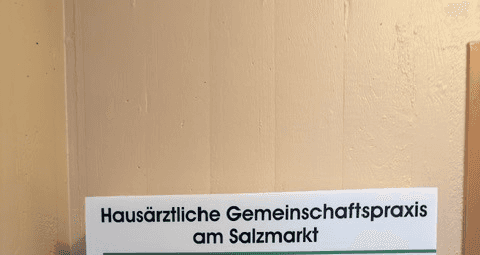 Hausärztliche Gemeinschaftspraxis
am Salzmarkt